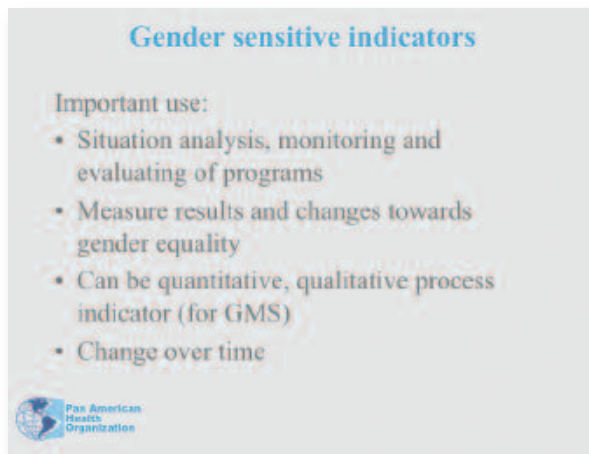 Gender sensitive indicators
Important use:
• Situation analysis, monitoring and
evaluating of programs
• Measure results and changes towards
gender equality
• Can be quantitative, qualitative process
indicator (for GMS)
• Change over time
Pan American
Health
Organization